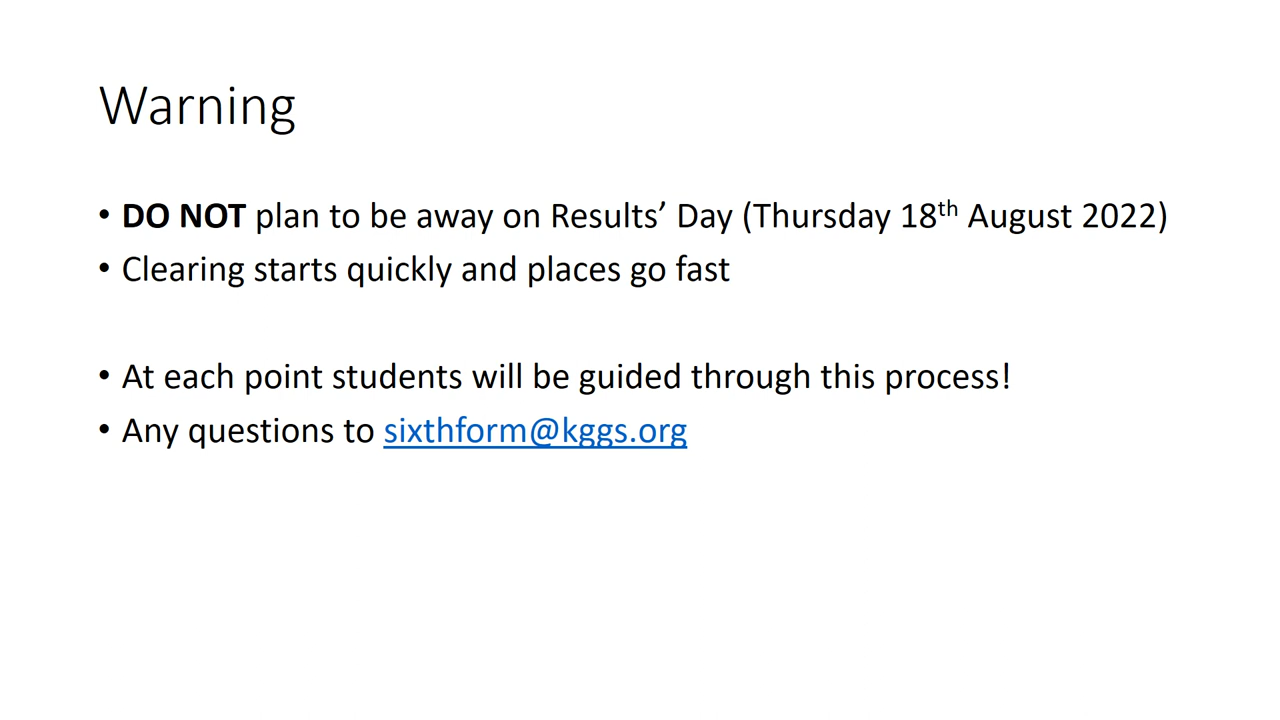 Warning
• DO NOT plan to be away on Results’ Day (Thursday 18th August 2022)
• Clearing starts quickly and places go fast
• At each point students will be guided through this process!
• Any questions to sixthform@kggs.org